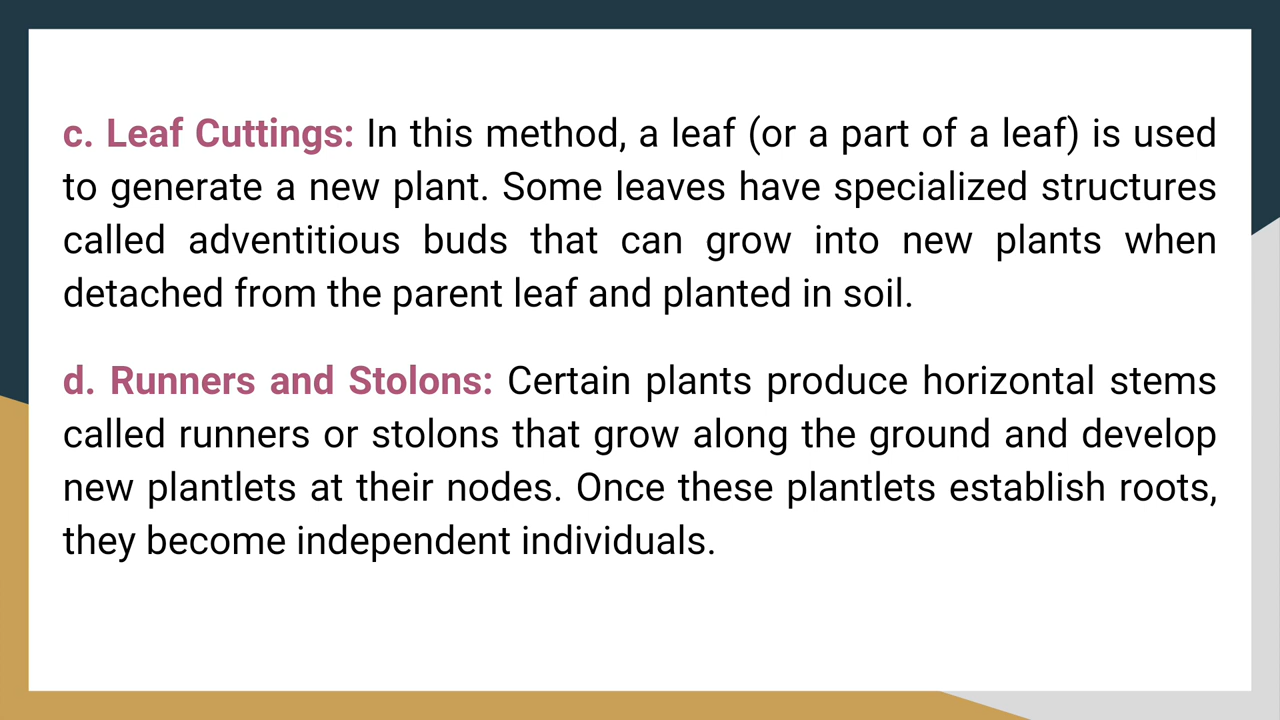 c. Leaf Cuttings: In this method, a leaf (or a part of a leaf) is used
to generate a new plant. Some leaves have specialized structures
called adventitious buds that can grow into new plants when
detached from the parent leaf and planted in soil.
d. Runners and Stolons: Certain plants produce horizontal stems
called runners or stolons that grow along the ground and develop
new plantlets at their nodes. Once these plantlets establish roots,
they become independent individuals.